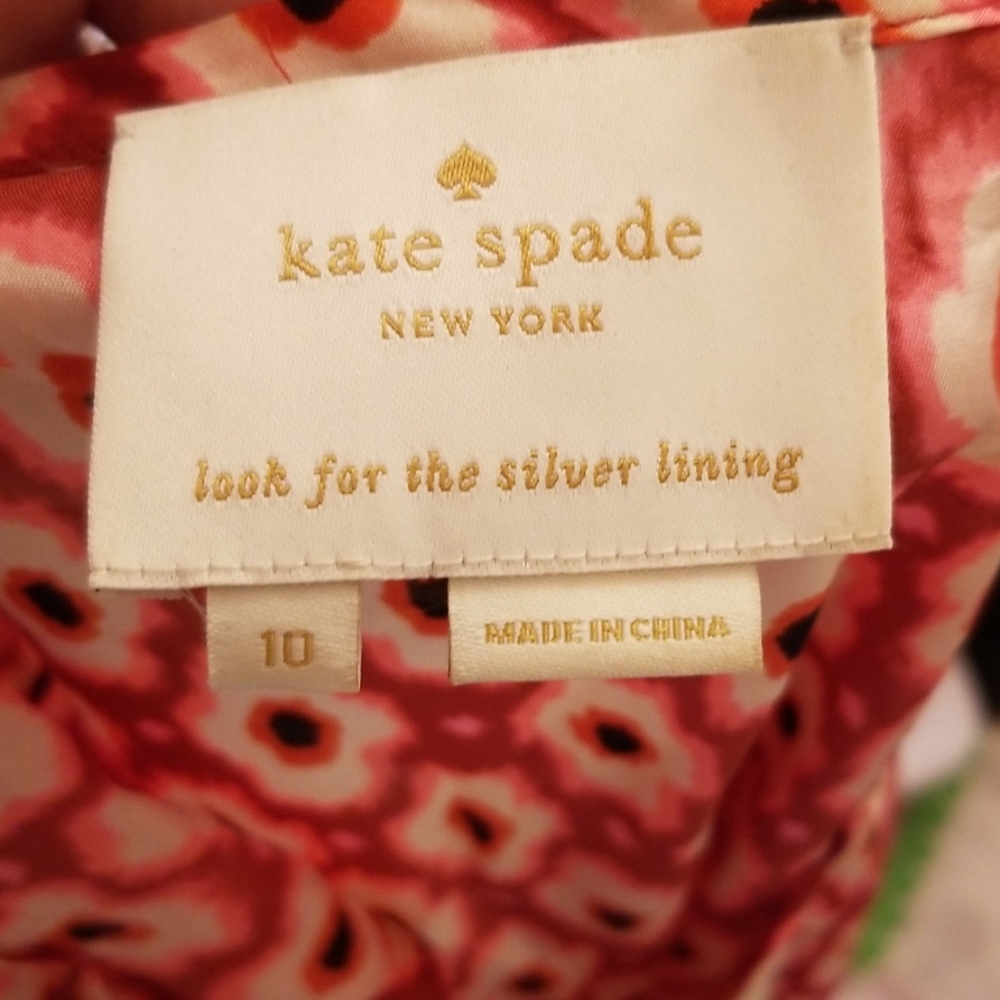 kate spade
NEW YORK
look for the silver lining
10
MADE IN CHINA